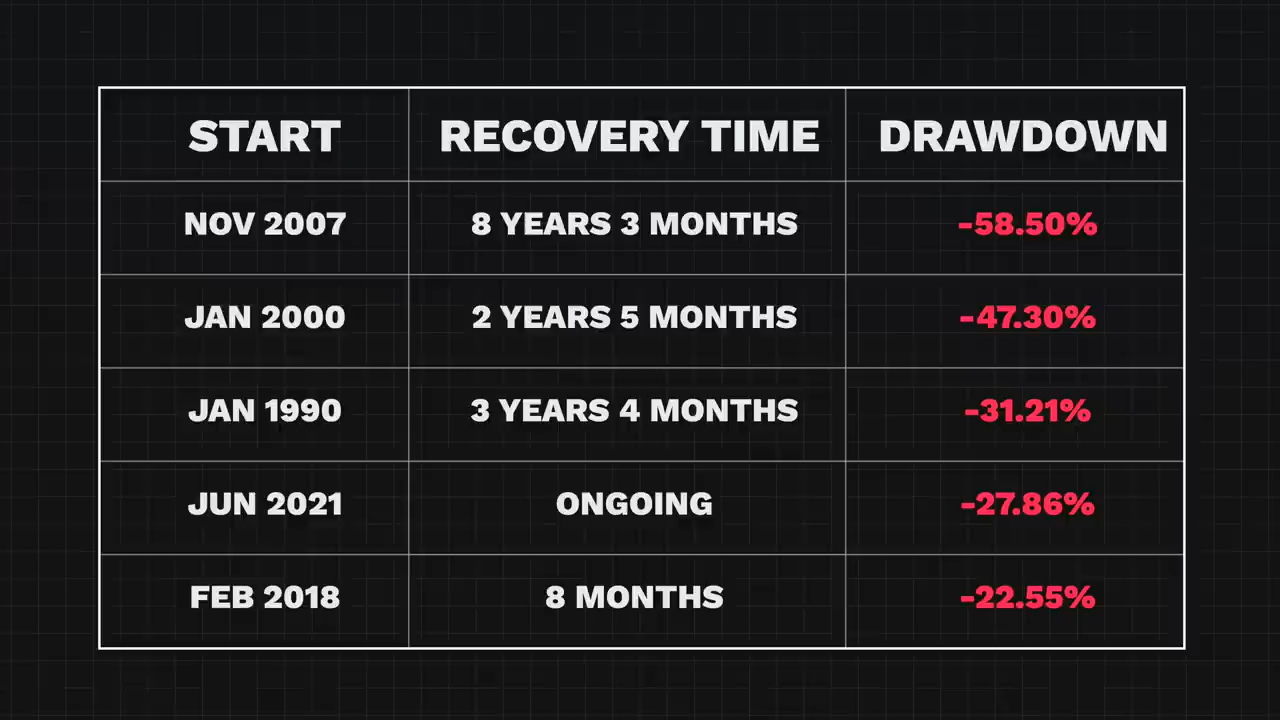 START RECOVERY TIME DRAWDOWN
NOV 2007 8 YEARS 3 MONTHS -58.50%
JAN 2000 2 YEARS 5 MONTHS -47.30%
JAN 1990 3 YEARS 4 MONTHS -31.21%
JUN 2021 ONGOING -27.86%
FEB 2018 8 MONTHS -22.55%